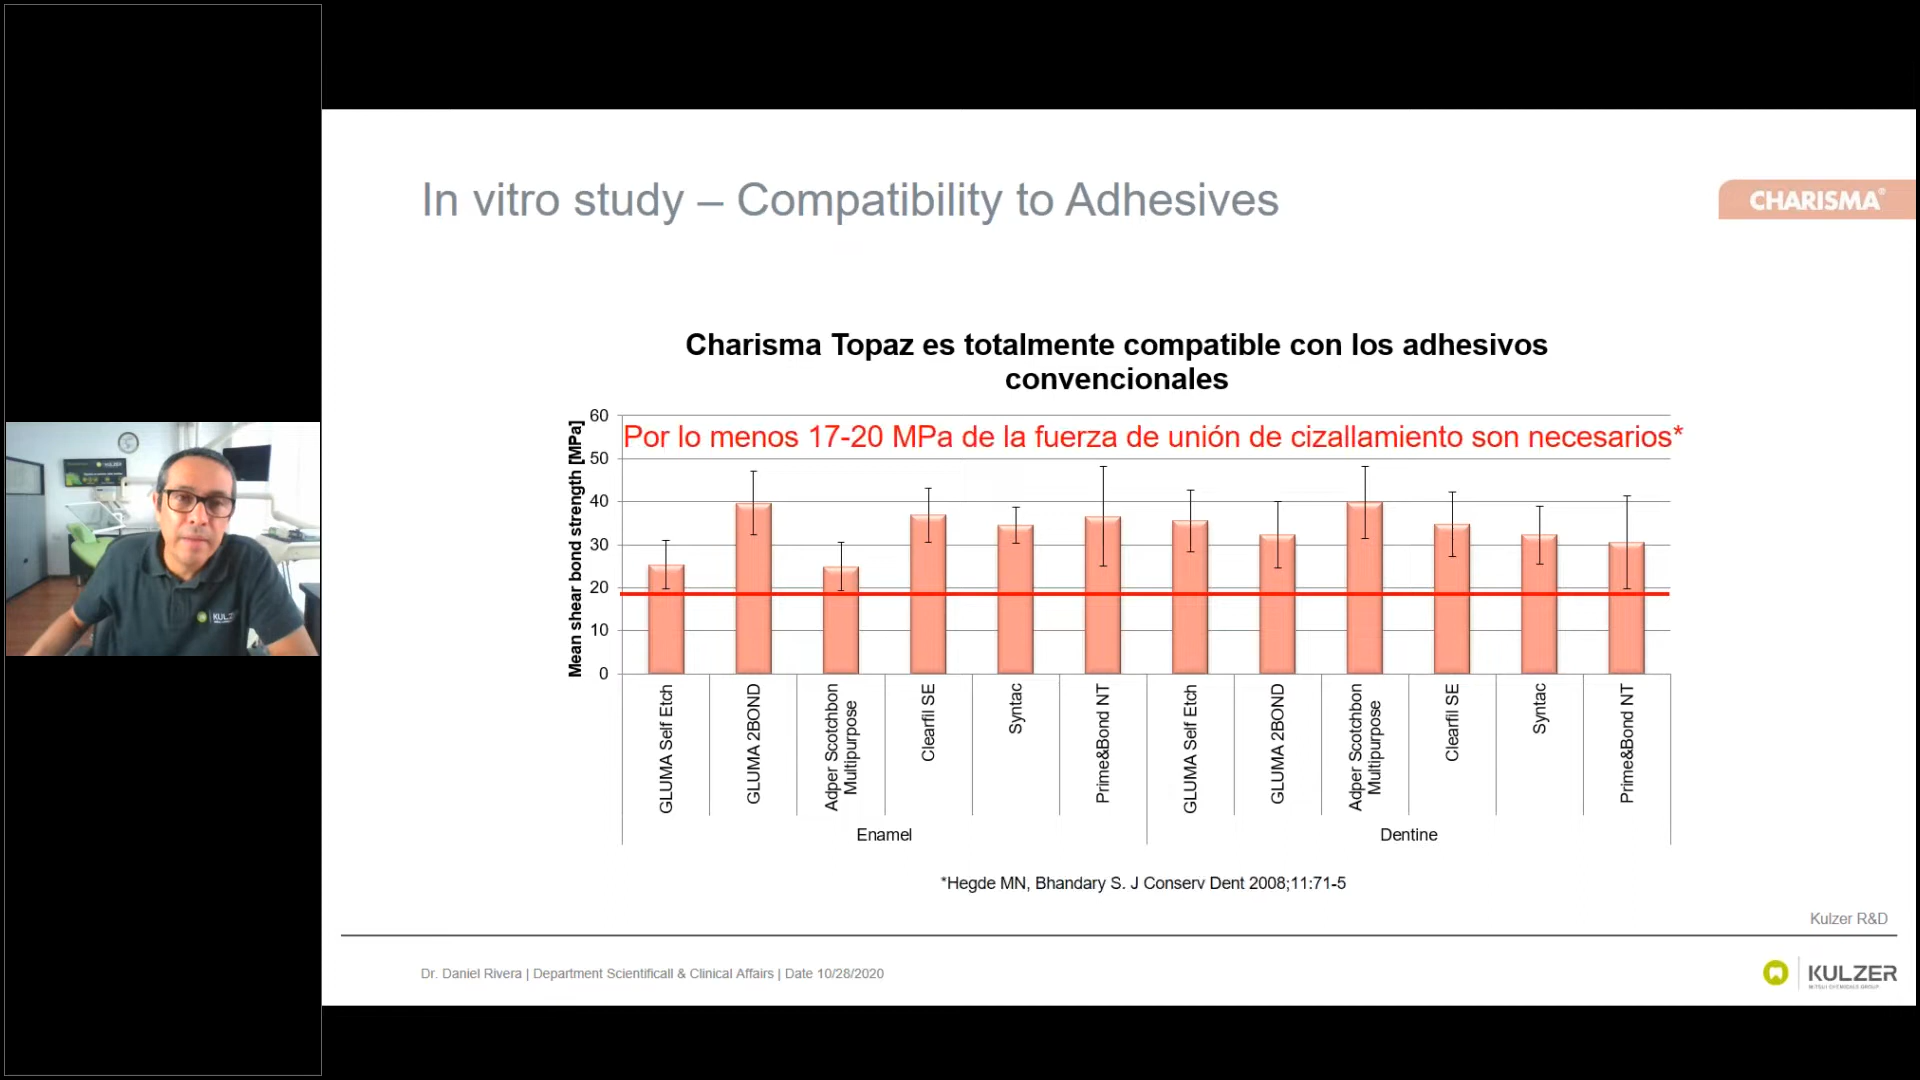 In vitro study – Compatibility to Adhesives
CHARISMA®
Charisma Topaz es totalmente compatible con los adhesivos
convencionales
Por lo menos 17-20 MPa de la fuerza de unión de cizallamiento son necesarios*
Mean shear bond strength [MPa]
60
50
40
30
20
10
0
GLUMA Self Etch
GLUMA 2BOND
Adper Scotchbon
Multipurpose
Clearfil SE
Syntac
Prime&Bond NT
GLUMA Self Etch
GLUMA 2BOND
Adper Scotchbon
Multipurpose
Clearfil SE
Syntac
Prime&Bond NT
Enamel
Dentine
*Hegde MN, Bhandary S. J Conserv Dent 2008;11:71-5
Kulzer R&D
Dr. Daniel Rivera | Department Scientificall & Clinical Affairs | Date 10/28/2020
KULZER
MITSUI CHEMICALS GROUP
KULZER